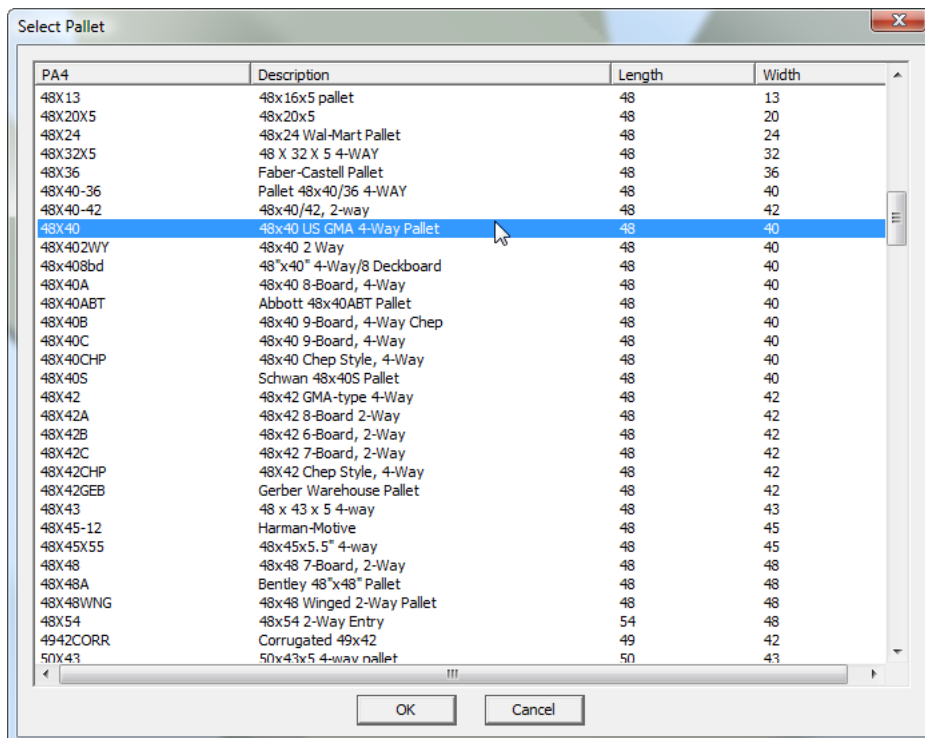 Select Pallet
PA4 Description Length Width
48X13 48x16x5 pallet 48 13
48X20X5 48x20x5 48 20
48X24 48x24 Wal-Mart Pallet 48 24
48X32X5 48 X 32 X 5 4-WAY 48 32
48X36 Faber-Castell Pallet 48 36
48X40-36 Pallet 48x40/36 4-WAY 48 40
48X40-42 48x40/42, 2-way 48 42
48X40 48x40 US GMA 4-Way Pallet 48 40
48X402WY 48x40 2 Way 48 40
48x408bd 48"x40" 4-Way/8 Deckboard 48 40
48X40A 48x40 8-Board, 4-Way 48 40
48X40ABT Abbott 48x40ABT Pallet 48 40
48X40B 48x40 9-Board, 4-Way Chep 48 40
48X40C 48x40 9-Board, 4-Way 48 40
48X40CHP 48x40 Chep Style, 4-Way 48 40
48X40S Schwan 48x40S Pallet 48 40
48X42 48x42 GMA-type 4-Way 48 42
48X42A 48x42 8-Board 2-Way 48 42
48X42B 48x42 6-Board, 2-Way 48 42
48X42C 48x42 7-Board, 2-Way 48 42
48X42CHP 48X42 Chep Style, 4-Way 48 42
48X42GEB Gerber Warehouse Pallet 48 42
48X43 48 x 43 x 5 4-way 48 43
48X45-12 Harman-Motive 48 45
48X45X55 48x45x5.5" 4-way 48 45
48X48 48x48 7-Board, 2-Way 48 48
48X48A Bentley 48"x48" Pallet 48 48
48X48WNG 48x48 Winged 2-Way Pallet 48 48
48X54 48x54 2-Way Entry 54 48
4942CORR Corrugated 49x42 49 42
50X43 50x43x5 4-way pallet 50 43
OK Cancel